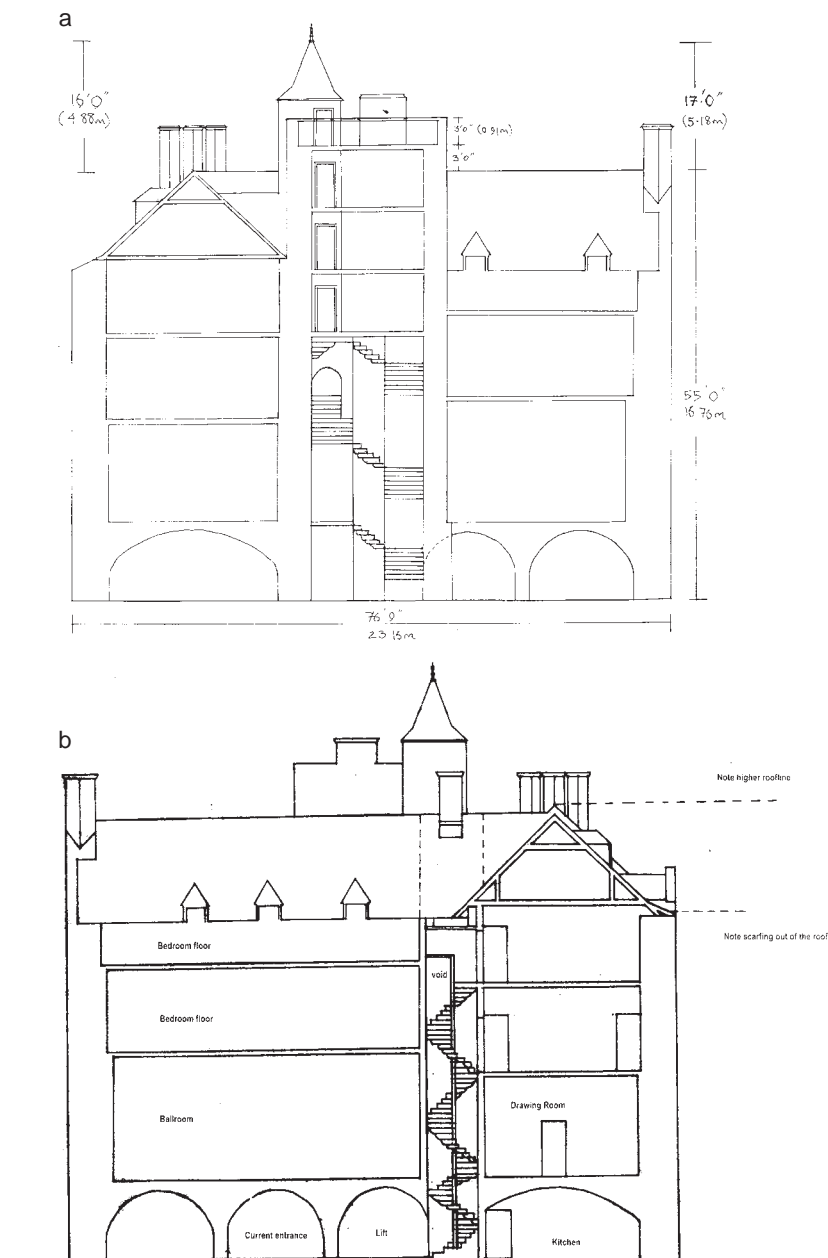 a
16'0"
(4.88m)
17'0"
(5.18m)
3'0" (0.91m)
3'0"
55'0"
16.76m
76'0"
23.16m
b
Note higher roofline
Note scarfing out of the roof
Bedroom floor
void
Bedroom floor
Drawing Room
Ballroom
Current entrance
Lift
Kitchen